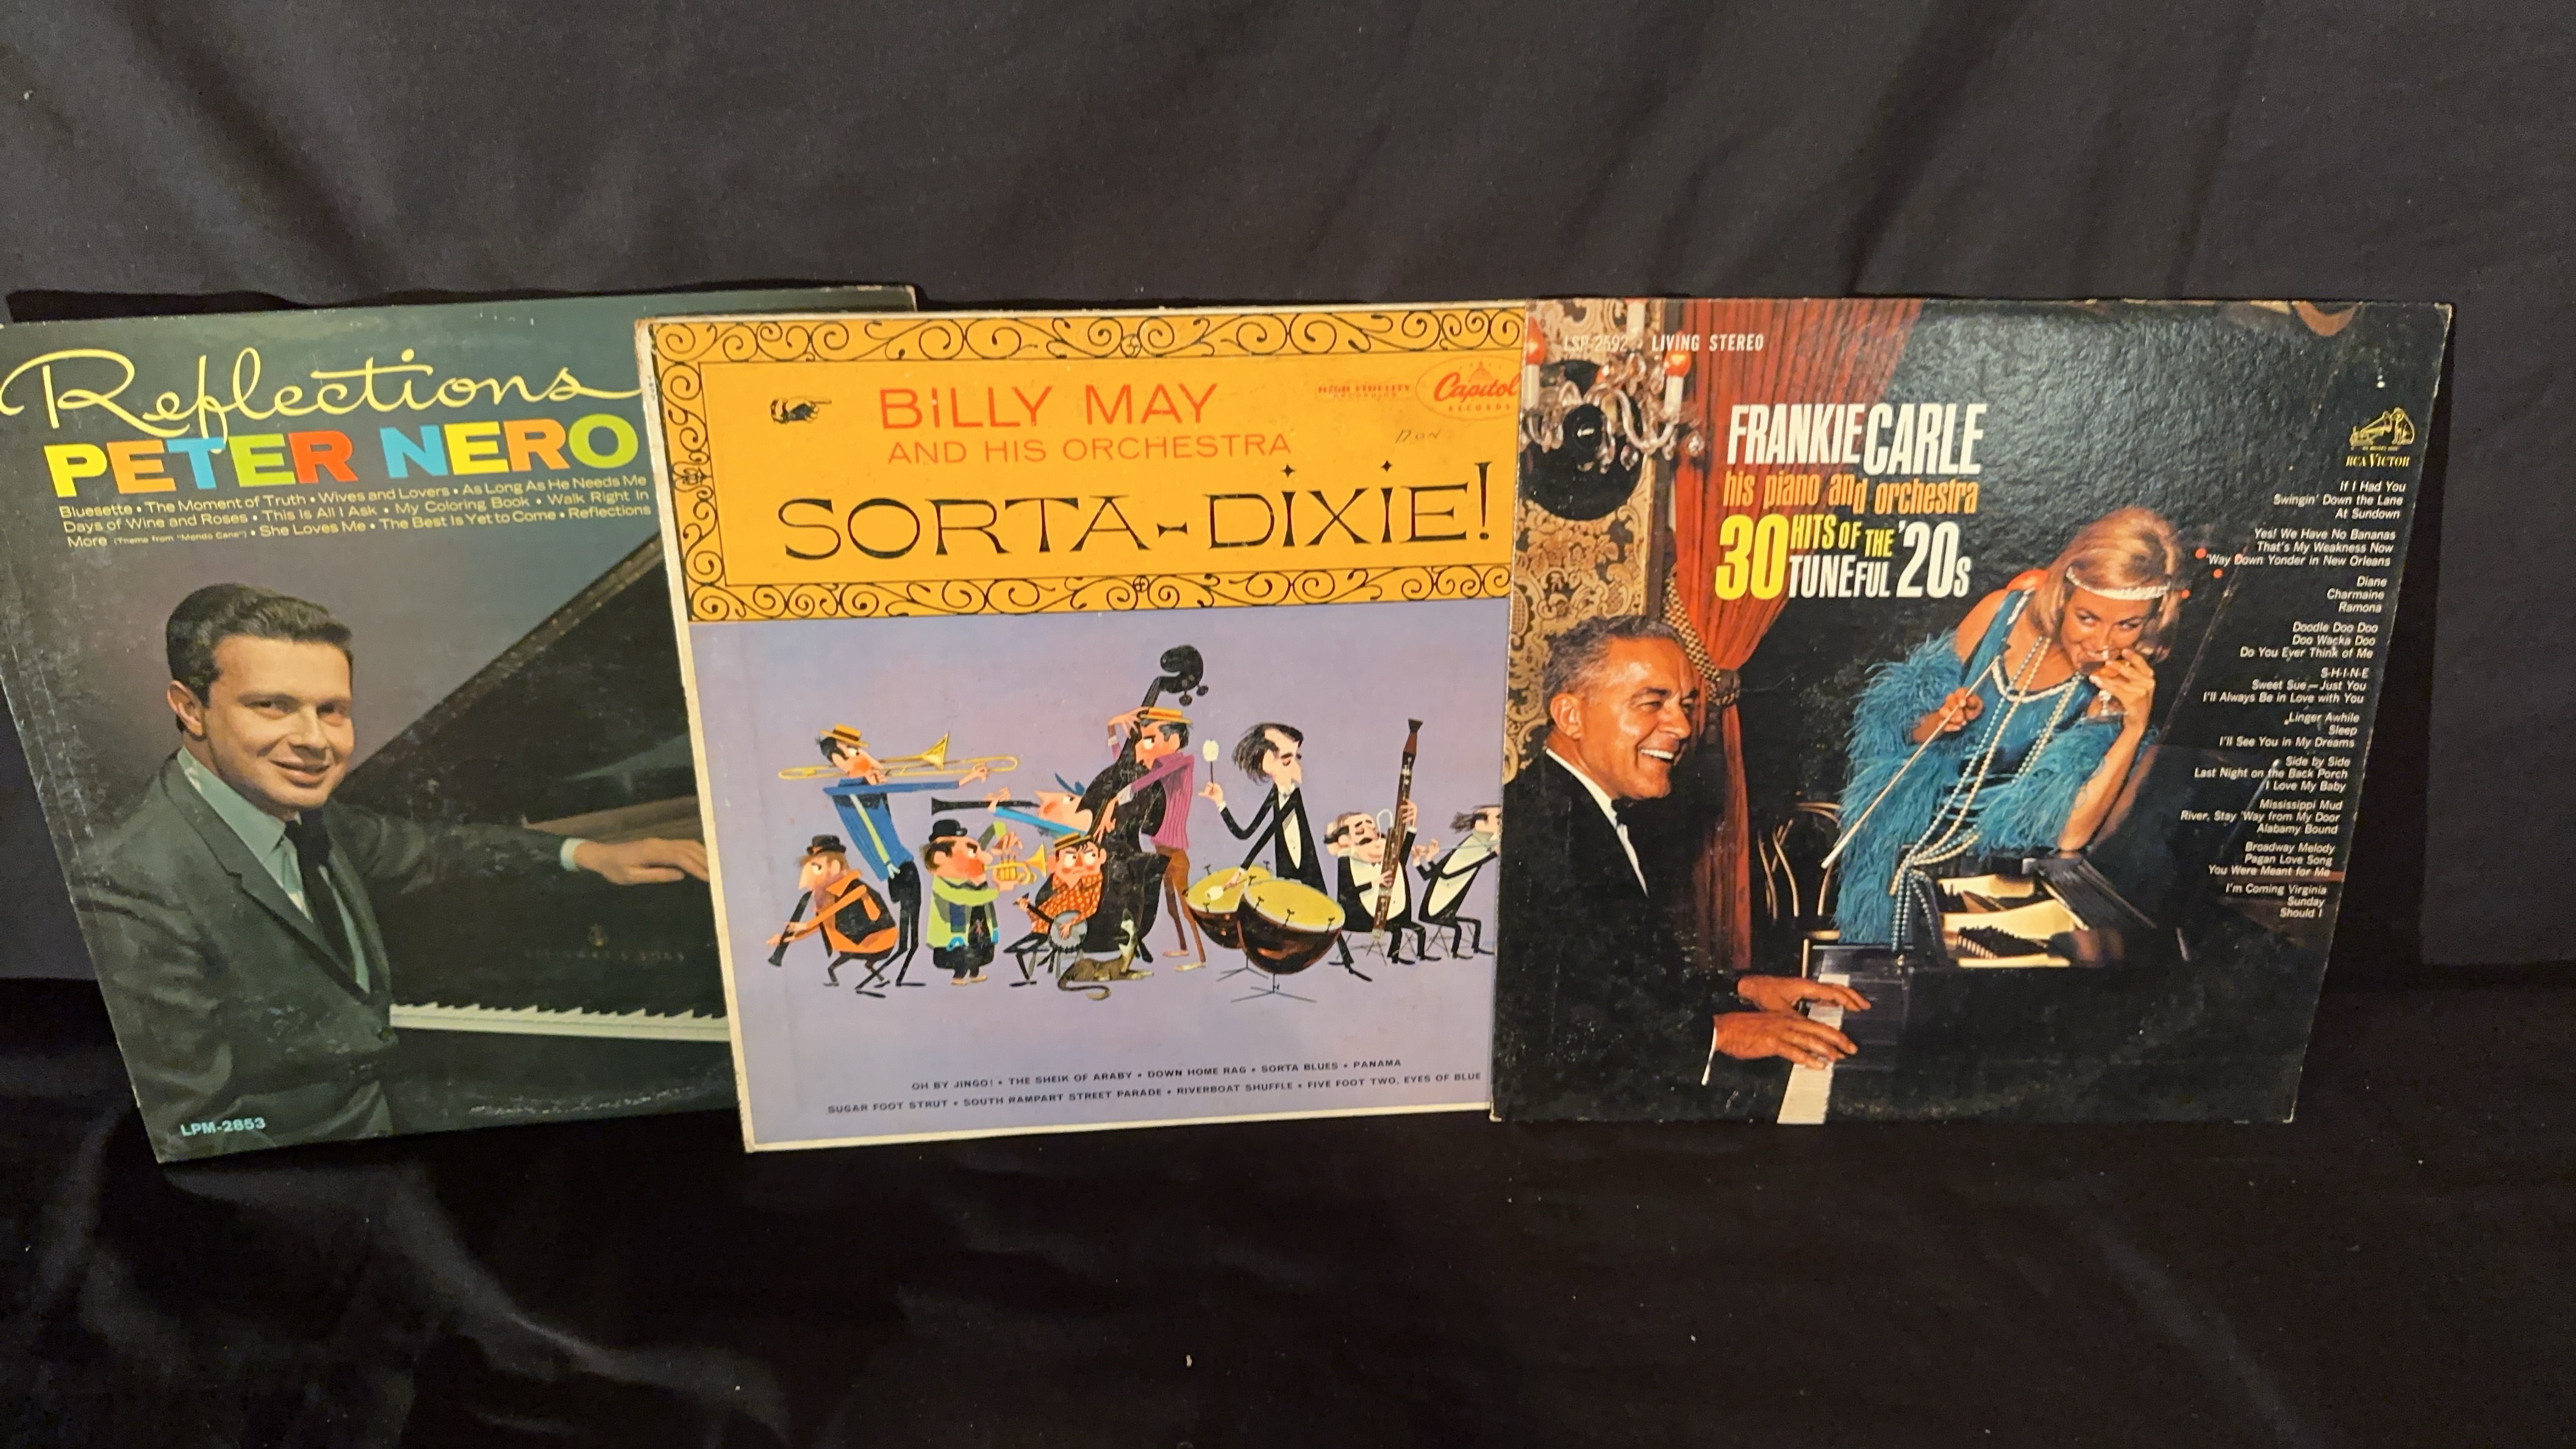 Reflections
PETER NERO
Bluesette • The Moment of Truth • Wives and Lovers • As Long As He Needs Me
Days of Wine and Roses • This Is All I Ask • My Coloring Book • Walk Right In
More (Theme from "Mondo Cane") • She Loves Me • The Best Is Yet to Come • Reflections
LPM-2853
BiLLY MAY
AND HIS ORCHESTRA
HIGH FIDELITY
Capitol
RECORDS
Don
SORTA-DiXiE!
OH BY JINGO! • THE SHEIK OF ARABY • DOWN HOME RAG • SORTA BLUES • PANAMA
SUGAR FOOT STRUT • SOUTH RAMPART STREET PARADE • RIVERBOAT SHUFFLE • FIVE FOOT TWO, EYES OF BLUE
LSP-2592 • LIVING STEREO
FRANKIE CARLE
his piano and orchestra
30 HITS OF THE TUNEFUL '20s
RCA VICTOR
If I Had You
Swingin' Down the Lane
At Sundown
Yes! We Have No Bananas
That's My Weakness Now
'Way Down Yonder in New Orleans
Diane
Charmaine
Ramona
Doodle Doo Doo
Doo Wacka Doo
Do You Ever Think of Me
S-H-I-N-E
Sweet Sue—Just You
I'll Always Be in Love with You
Linger Awhile
Sleep
I'll See You in My Dreams
Side by Side
Last Night on the Back Porch
I Love My Baby
Mississippi Mud
River, Stay 'Way from My Door
Alabamy Bound
Broadway Melody
Pagan Love Song
You Were Meant for Me
I'm Coming Virginia
Sunday
Should I